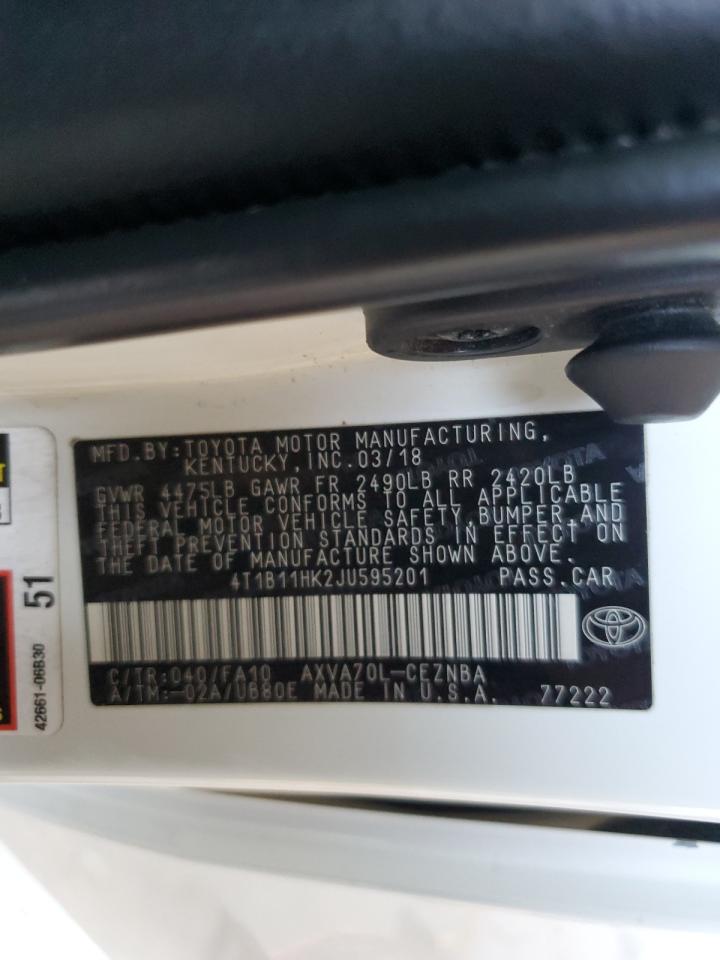 MFD.BY:TOYOTA MOTOR MANUFACTURING,
KENTUCKY,INC.03/18
GVWR 4475LB GAWR FR 2490LB RR 2420LB
THIS VEHICLE CONFORMS TO ALL APPLICABLE
FEDERAL MOTOR VEHICLE SAFETY,BUMPER,AND
THEFT PREVENTION STANDARDS IN EFFECT ON
THE DATE OF MANUFACTURE SHOWN ABOVE.
4T1B11HK2JU595201 PASS.CAR
C/TR:040/FA10 AXVA70L-CEZNBA
A/TM:-02A/UB80E MADE IN U.S.A. 77222
51
42661-06B30